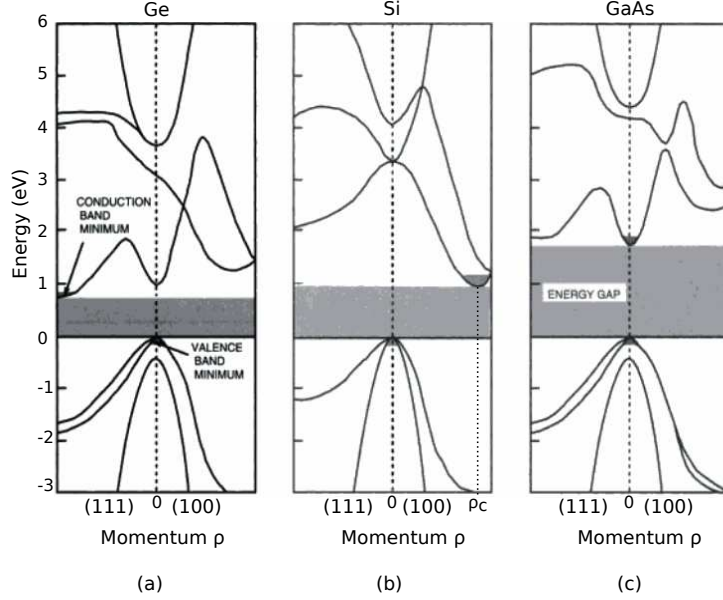 Ge
Si
GaAs
Energy (eV)
6
5
4
3
2
1
0
-1
-2
-3
CONDUCTION
BAND
MINIMUM
VALENCE
BAND
MINIMUM
ENERGY GAP
(111) 0 (100)
(111) 0 (100) ρc
(111) 0 (100)
Momentum ρ
Momentum ρ
Momentum ρ
(a)
(b)
(c)